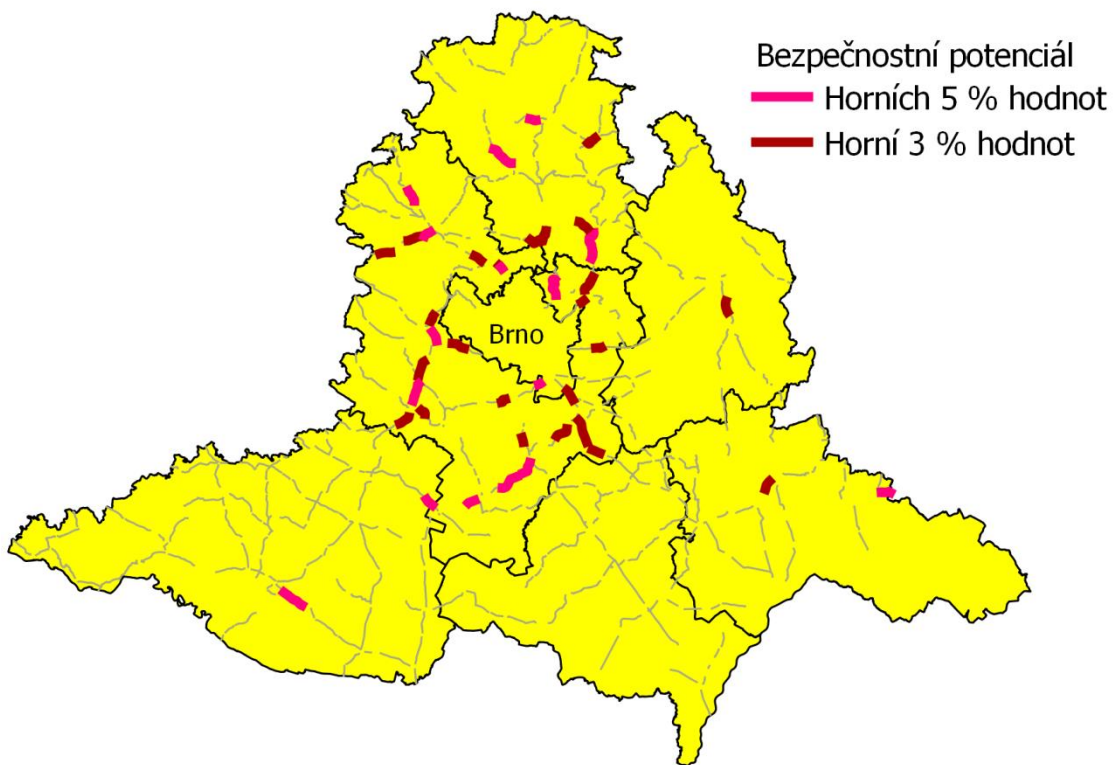 Bezpečnostní potenciál
Horních 5 % hodnot
Horní 3 % hodnot
Brno